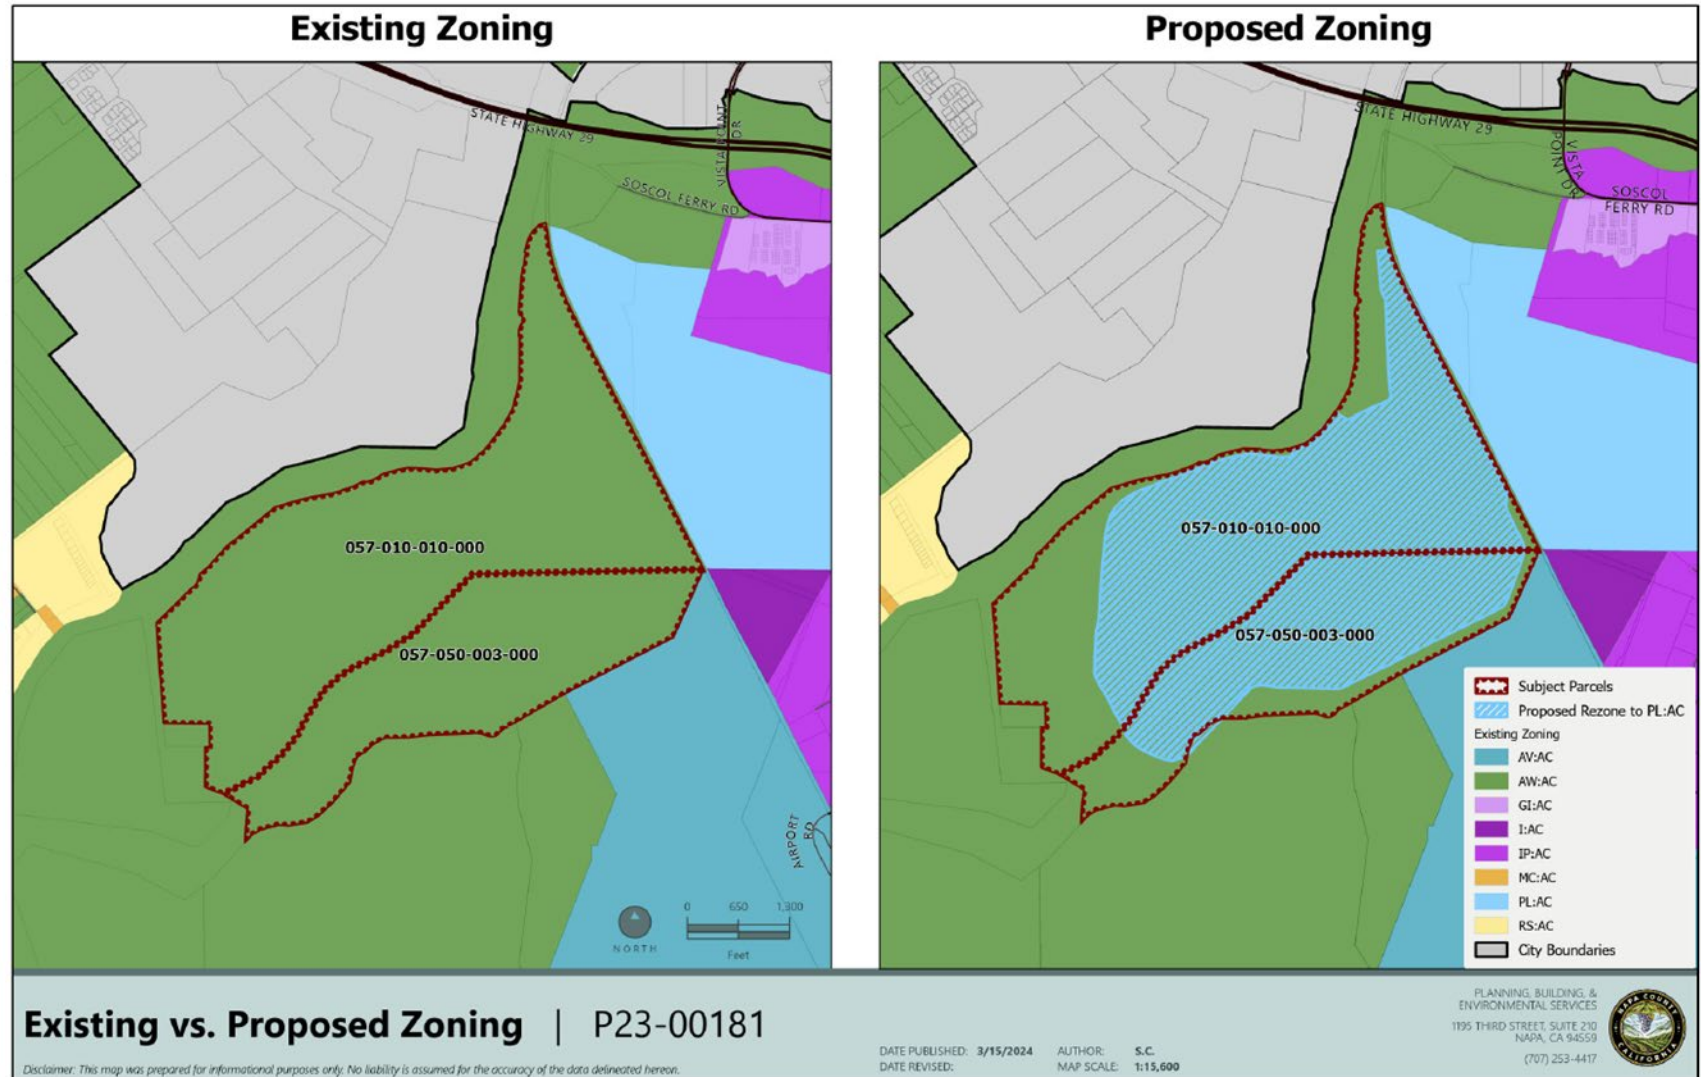 Existing Zoning
STATE HIGHWAY 29
VISTA POINT
DR
SOSCOL FERRY RD
057-010-010-000
057-050-003-000
AIRPORT
RD
NORTH
0 650 1,300
Feet
Proposed Zoning
STATE HIGHWAY 29
VISTA
POINT DR
SOSCOL
FERRY RD
057-010-010-000
057-050-003-000
Subject Parcels
Proposed Rezone to PL:AC
Existing Zoning
AV:AC
AW:AC
GI:AC
I:AC
IP:AC
MC:AC
PL:AC
RS:AC
City Boundaries
Existing vs. Proposed Zoning | P23-00181
Disclaimer: This map was prepared for informational purposes only. No liability is assumed for the accuracy of the data delineated hereon.
DATE PUBLISHED: 3/15/2024
DATE REVISED:
AUTHOR: S.C.
MAP SCALE: 1:15,600
PLANNING, BUILDING, &
ENVIRONMENTAL SERVICES
1195 THIRD STREET, SUITE 210
NAPA, CA 94559
(707) 253-4417
NAPA COUNTY
CALIFORNIA